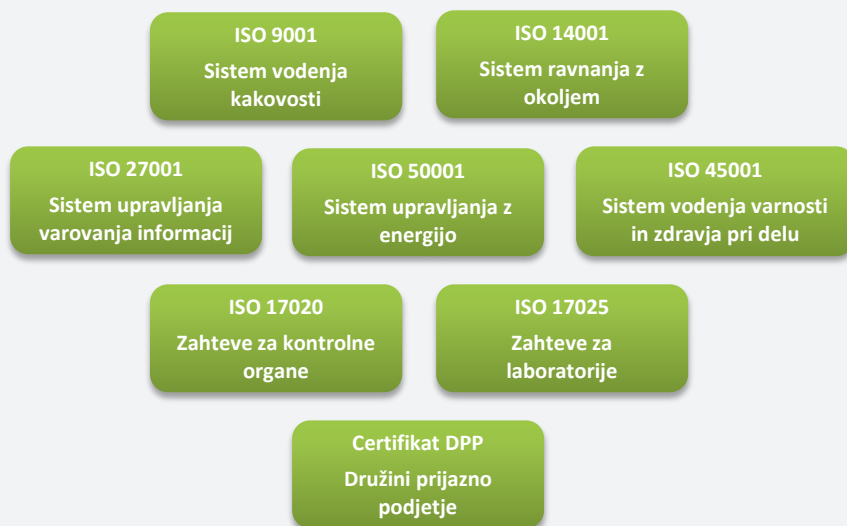 ISO 9001
Sistem vodenja
kakovosti
ISO 14001
Sistem ravnanja z
okoljem
ISO 27001
Sistem upravljanja
varovanja informacij
ISO 50001
Sistem upravljanja z
energijo
ISO 45001
Sistem vodenja varnosti
in zdravja pri delu
ISO 17020
Zahteve za kontrolne
organe
ISO 17025
Zahteve za
laboratorije
Certifikat DPP
Družini prijazno
podjetje